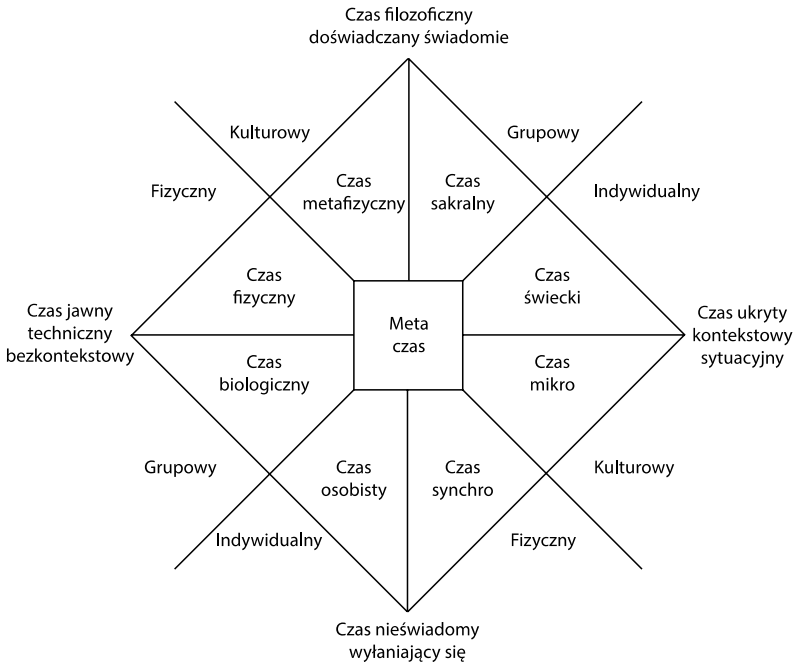 Czas filozoficzny
doświadczany świadomie
Kulturowy
Grupowy
Fizyczny
Czas
metafizyczny
Czas
sakralny
Indywidualny
Czas
fizyczny
Czas
świecki
Czas jawny
techniczny
bezkontekstowy
Meta
czas
Czas ukryty
kontekstowy
sytuacyjny
Czas
biologiczny
Czas
mikro
Grupowy
Czas
osobisty
Czas
synchro
Kulturowy
Indywidualny
Fizyczny
Czas nieświadomy
wyłaniający się